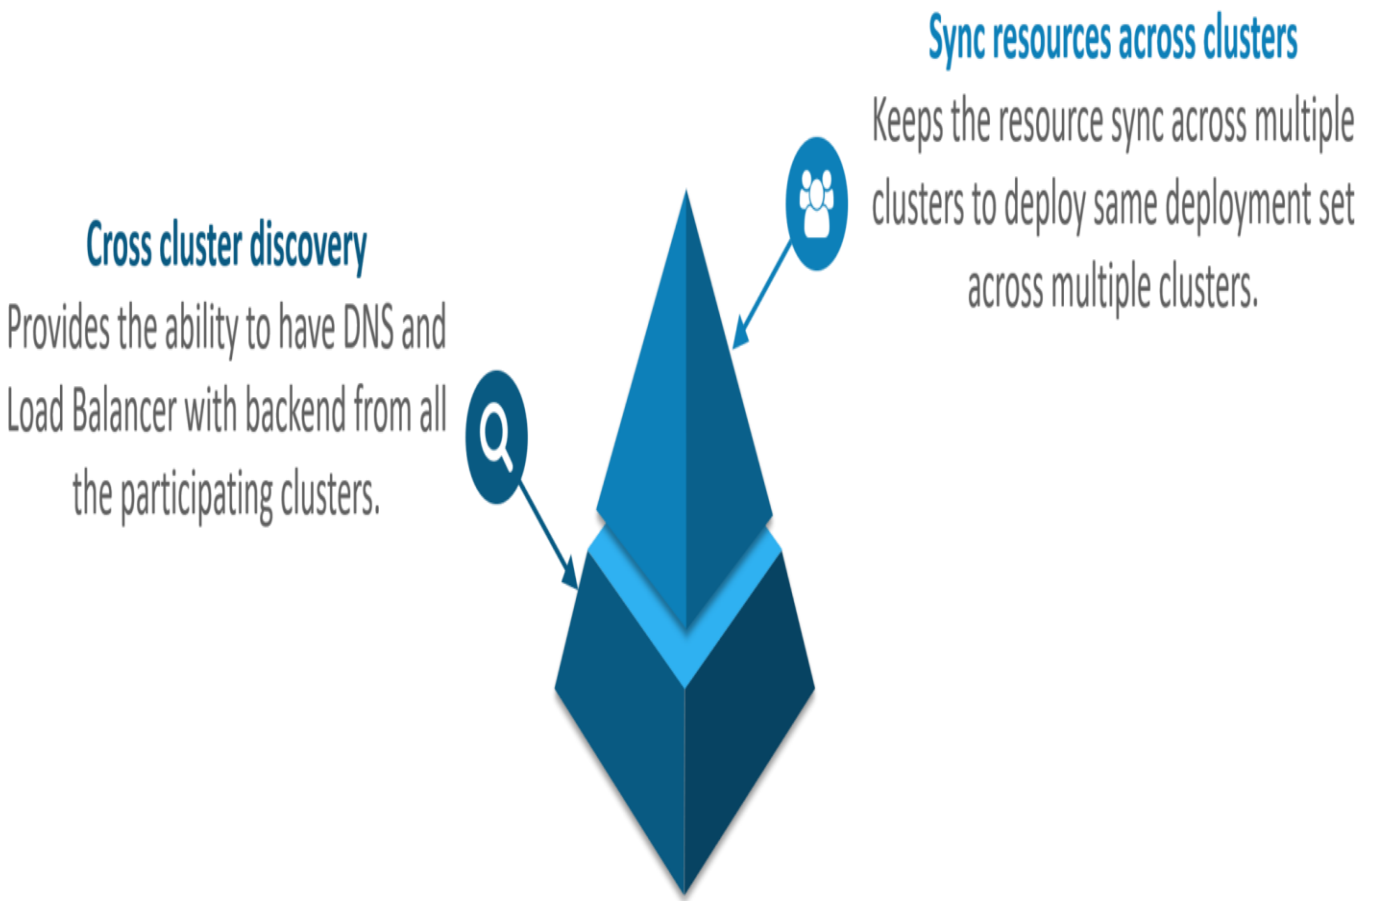 Sync resources across clusters
Keeps the resource sync across multiple
clusters to deploy same deployment set
across multiple clusters.
Cross cluster discovery
Provides the ability to have DNS and
Load Balancer with backend from all
the participating clusters.